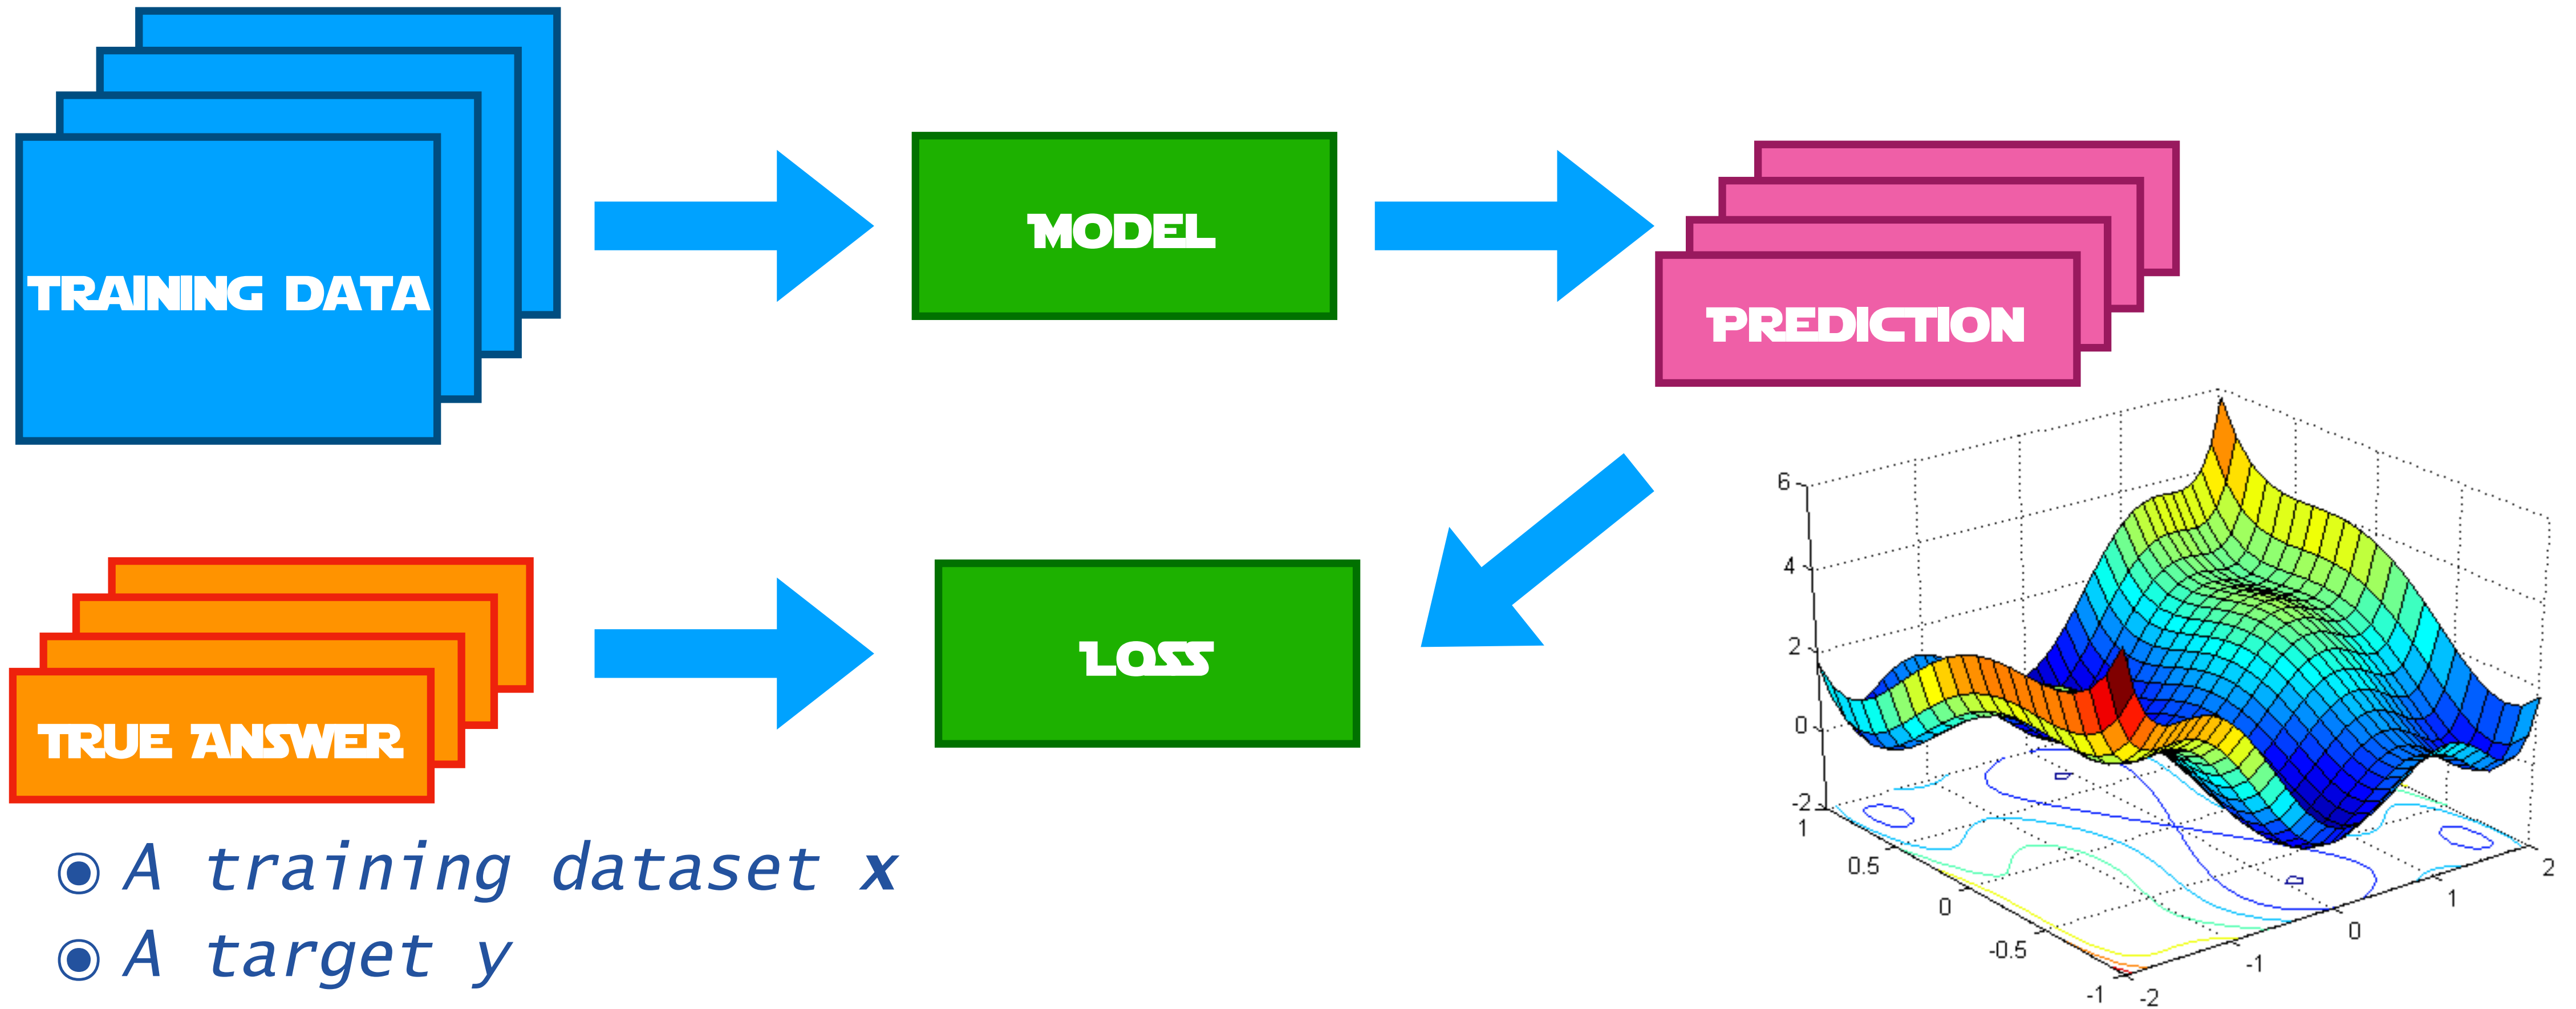 TRAINING DATA
MODEL
PREDICTION
TRUE ANSWER
LOSS
A training dataset x
A target y
6
4
2
0
-2
1
0.5
0
-0.5
-1
-2
-1
0
1
2